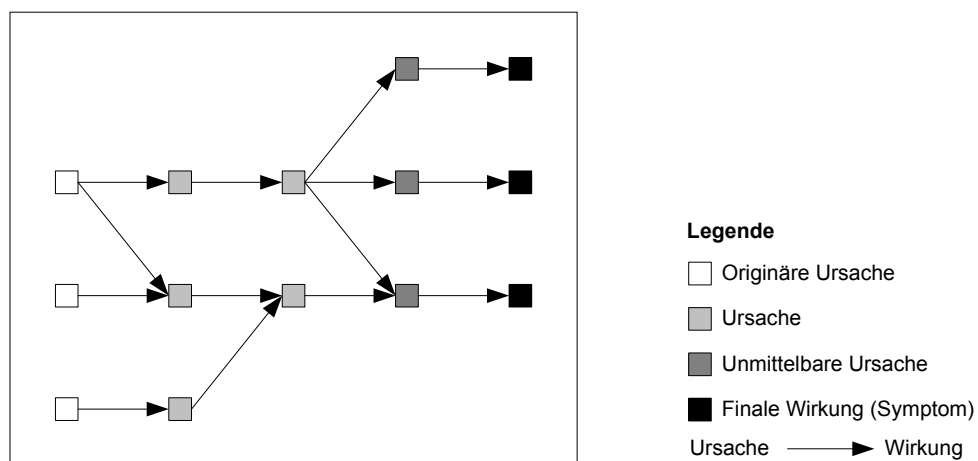 Legende
Originäre Ursache
Ursache
Unmittelbare Ursache
Finale Wirkung (Symptom)
Ursache Wirkung